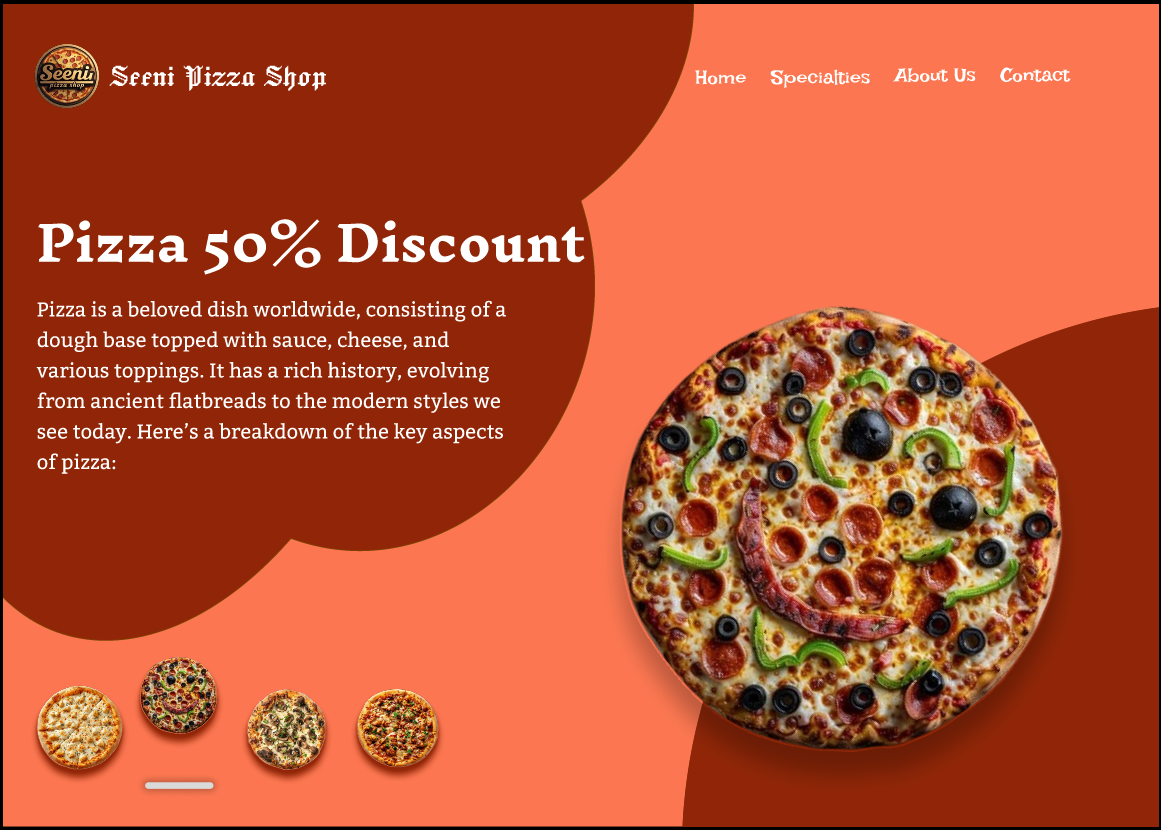 Seeni
pizza shop
Seeni Pizza Shop
Home Specialties About Us Contact
Pizza 50% Discount
Pizza is a beloved dish worldwide, consisting of a
dough base topped with sauce, cheese, and
various toppings. It has a rich history, evolving
from ancient flatbreads to the modern styles we
see today. Here’s a breakdown of the key aspects
of pizza: